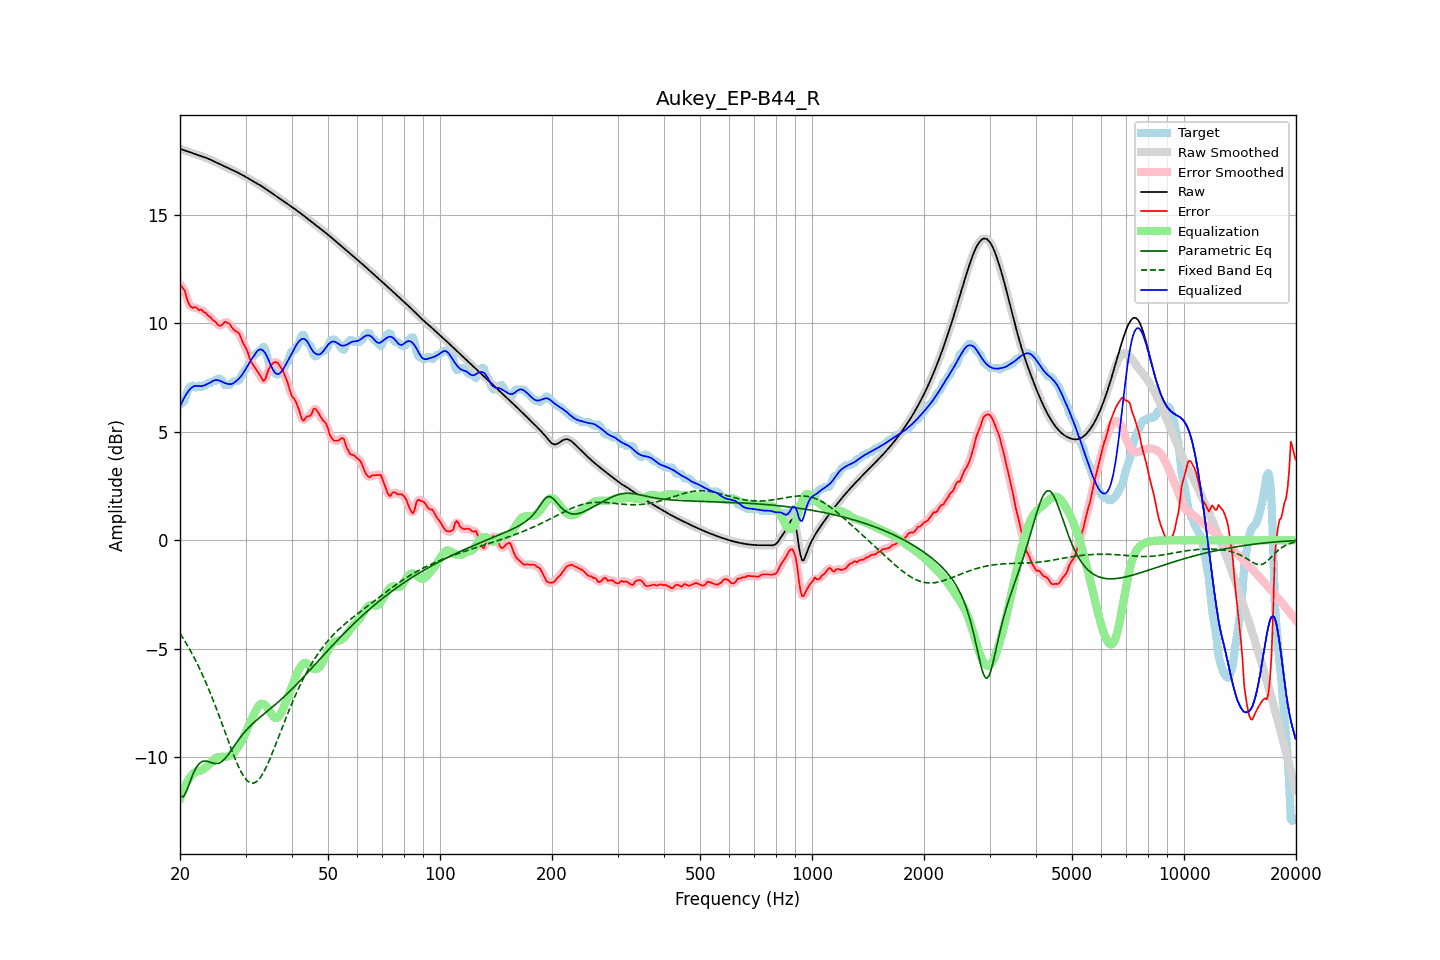 Aukey_EP-B44_R
Target
Raw Smoothed
Error Smoothed
Raw
Error
Equalization
Parametric Eq
Fixed Band Eq
Equalized
Amplitude (dBr)
15
10
5
0
−5
−10
20
50
100
200
500
1000
2000
5000
10000
20000
Frequency (Hz)